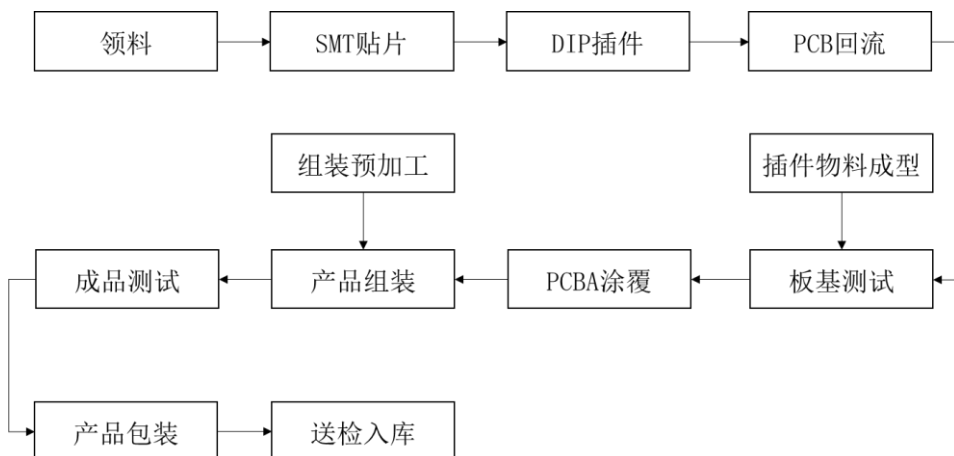 领料
SMT贴片
DIP插件
PCB回流
组装预加工
插件物料成型
成品测试
产品组装
PCBA涂覆
板基测试
产品包装
送检入库